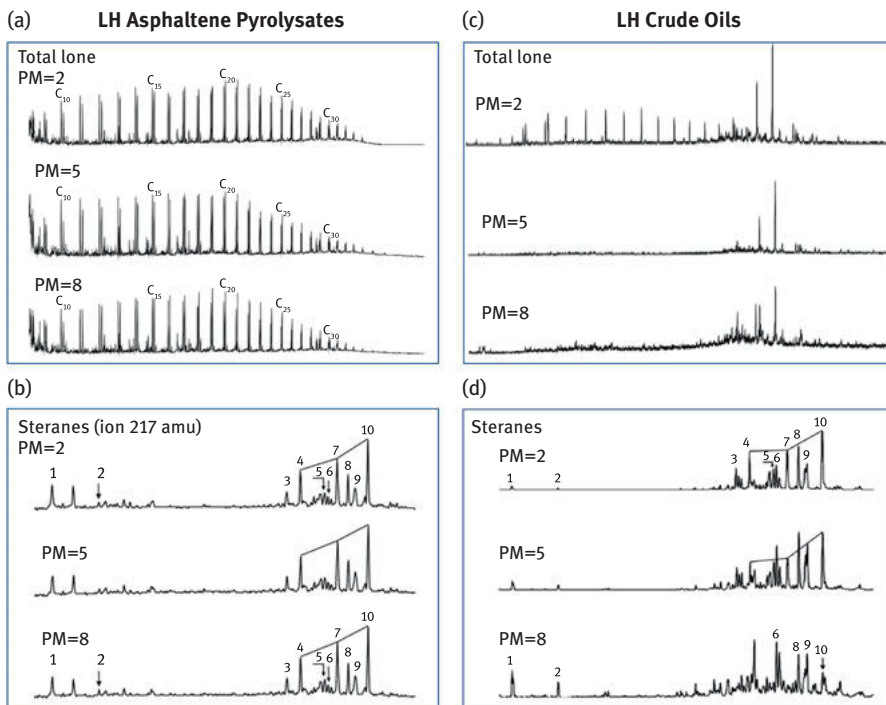 (a) LH Asphaltene Pyrolysates
Total lone
PM=2
C10 C15 C20 C25 C30
PM=5
C10 C15 C20 C25 C30
PM=8
C10 C15 C20 C25 C30
(b)
Steranes (ion 217 amu)
PM=2
1 2 3 4 5 6 7 8 9 10
PM=5
PM=8
1 2 3 4 5 6 7 8 9 10
(c) LH Crude Oils
Total lone
PM=2
PM=5
PM=8
(d)
Steranes
PM=2
1 2 3 4 5 6 7 8 9 10
PM=5
PM=8
1 2 6 8 9 10